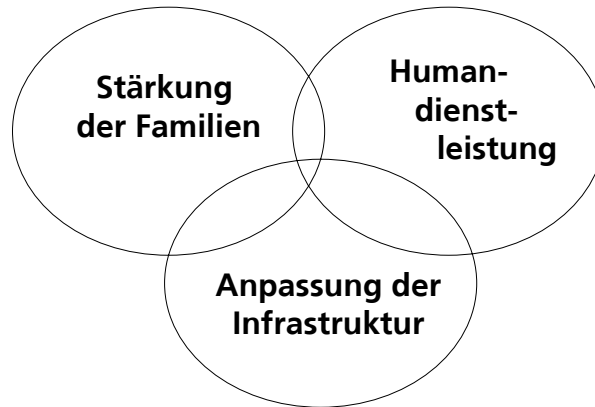 Stärkung
der Familien
Human-
dienst-
leistung
Anpassung der
Infrastruktur